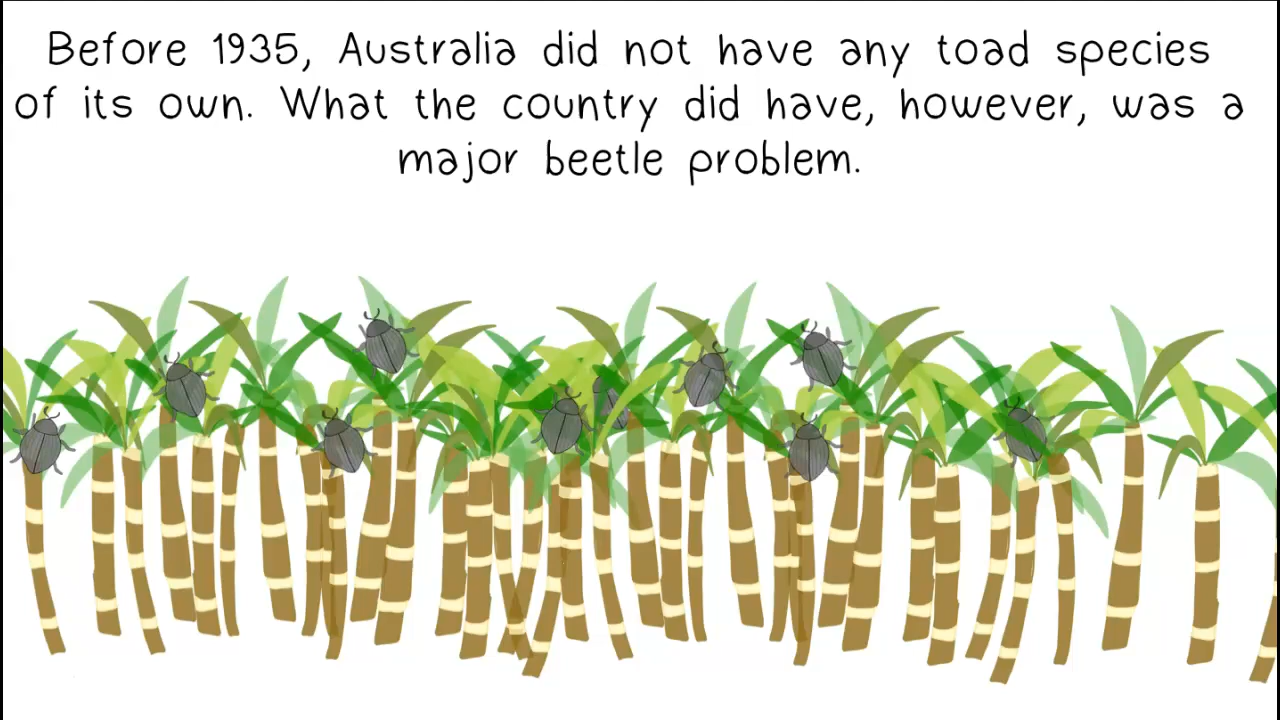 Before 1935, Australia did not have any toad species
of its own. What the country did have, however, was a
major beetle problem.